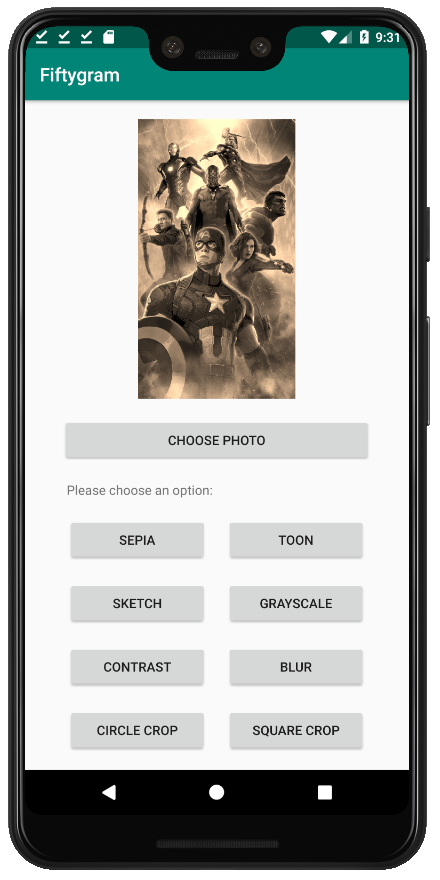 9:31
Fiftygram
CHOOSE PHOTO
Please choose an option:
SEPIA TOON
SKETCH GRAYSCALE
CONTRAST BLUR
CIRCLE CROP SQUARE CROP